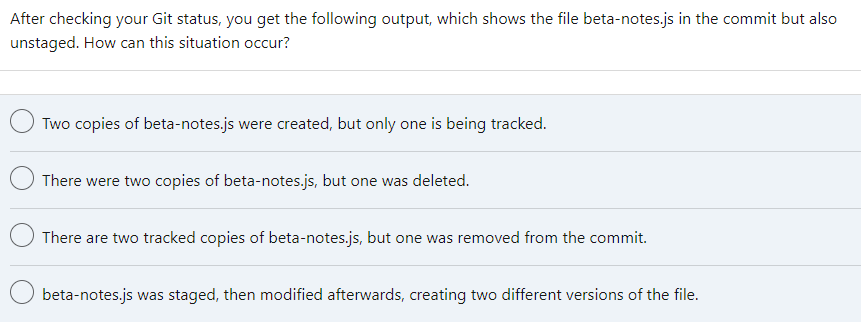 After checking your Git status, you get the following output, which shows the file beta-notes.js in the commit but also
unstaged. How can this situation occur?
Two copies of beta-notes.js were created, but only one is being tracked.
There were two copies of beta-notes.js, but one was deleted.
There are two tracked copies of beta-notes.js, but one was removed from the commit.
beta-notes.js was staged, then modified afterwards, creating two different versions of the file.